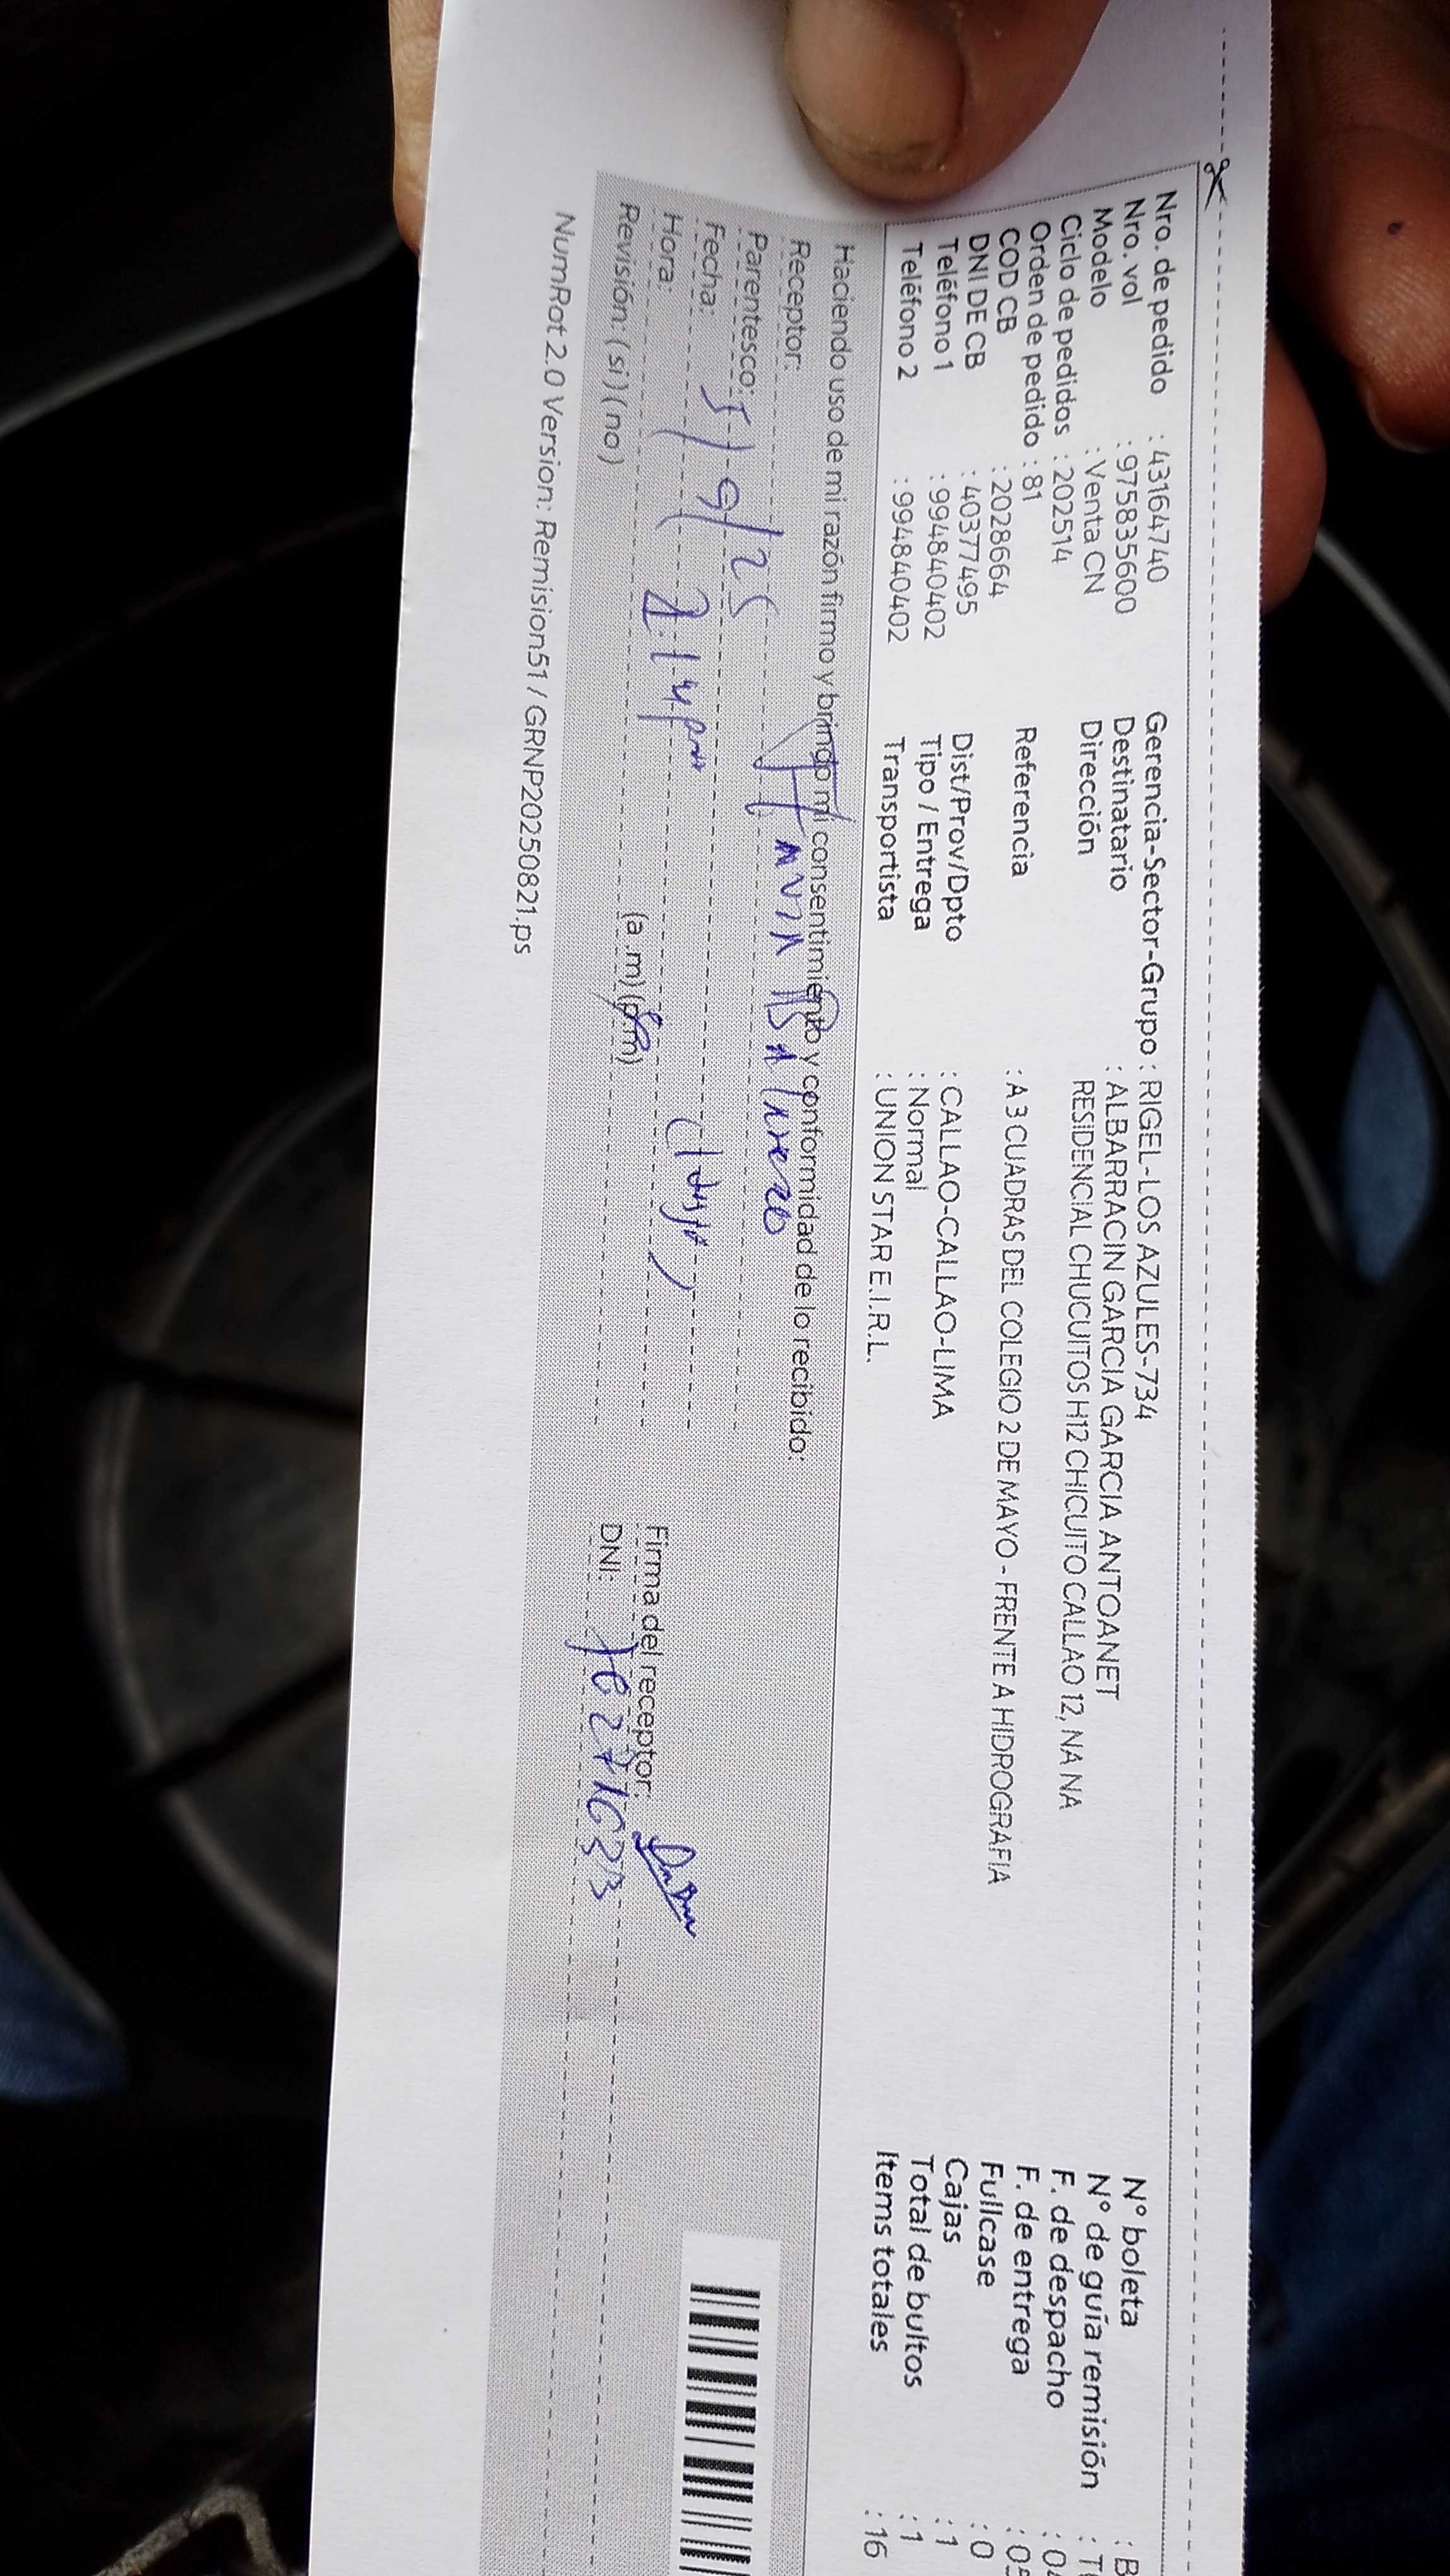 Nro. de pedido : 43164740
Nro. vol : 975835600
Modelo : Venta CN
Ciclo de pedidos : 202514
Orden de pedido : 81
COD CB : 2028664
DNI DE CB : 40377495
Teléfono 1 : 994840402
Teléfono 2 : 994840402
Gerencia-Sector-Grupo : RIGEL-LOS AZULES-734
Destinatario : ALBARRACIN GARCIA GARCIA ANTOANET
Dirección RESIDENCIAL CHUCUITOS H12 CHICUITO CALLAO 12, NA NA
Referencia : A 3 CUADRAS DEL COLEGIO 2 DE MAYO - FRENTE A HIDROGRAFIA
Dist/Prov/Dpto : CALLAO-CALLAO-LIMA
Tipo / Entrega : Normal
Transportista : UNION STAR E.I.R.L.
N° boleta : B
N° de guía remisión : T
F. de despacho : 04
F. de entrega : 05
Fullcase : 0
Cajas : 1
Total de bultos : 1
Items totales : 16
Haciendo uso de mi razón firmo y brindo mi consentimiento y conformidad de lo recibido:
Receptor:
Parentesco:
Fecha: 5/9/25
Hora: 2:14pm (a.m)(p.m)
Revisión: (si)(no)
Firma del receptor:
DNI:
NumRot 2.0 Version: Remision51 / GRNP20250821.ps